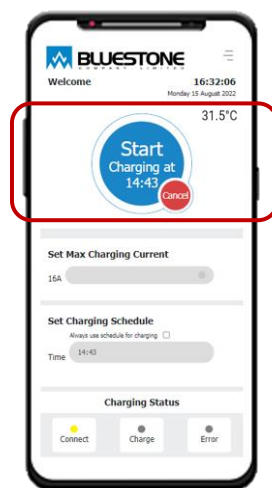 BLUESTONE
COMPANY LIMITED
Welcome 16:32:06
Monday 15 August 2022
31.5°C
Start
Charging at
14:43
Cancel
Set Max Charging Current
16A
Set Charging Schedule
Always use schedule for charging
Time 14:43
Charging Status
Connect Charge Error